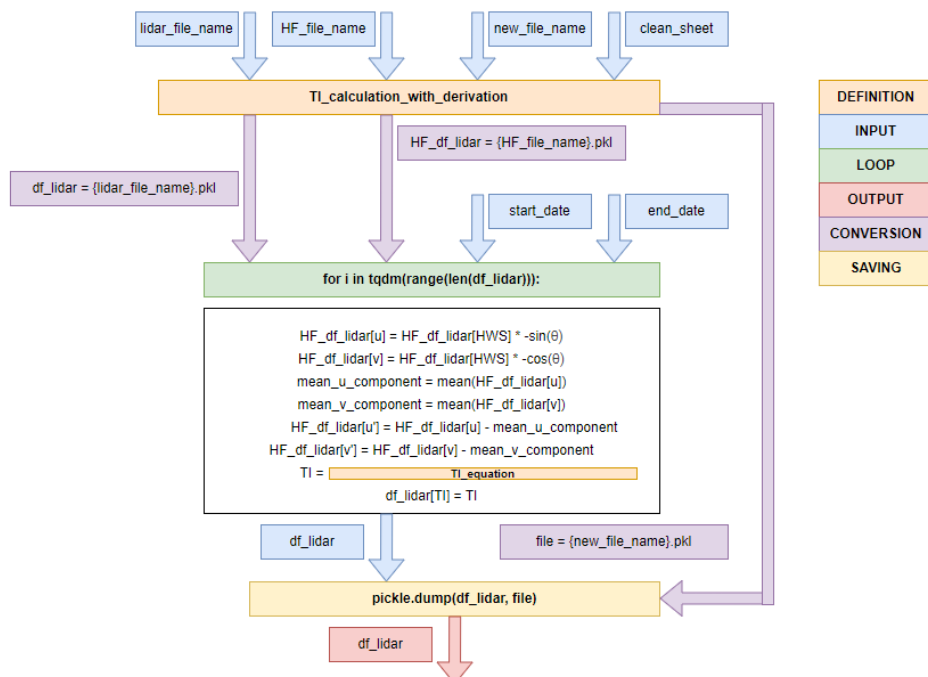 lidar_file_name
HF_file_name
new_file_name
clean_sheet
TI_calculation_with_derivation
DEFINITION
INPUT
LOOP
OUTPUT
CONVERSION
SAVING
HF_df_lidar = {HF_file_name}.pkl
df_lidar = {lidar_file_name}.pkl
start_date
end_date
for i in tqdm(range(len(df_lidar))):
HF_df_lidar[u] = HF_df_lidar[HWS] * -sin(θ)
HF_df_lidar[v] = HF_df_lidar[HWS] * -cos(θ)
mean_u_component = mean(HF_df_lidar[u])
mean_v_component = mean(HF_df_lidar[v])
HF_df_lidar[u'] = HF_df_lidar[u] - mean_u_component
HF_df_lidar[v'] = HF_df_lidar[v] - mean_v_component
TI = TI_equation
df_lidar[TI] = TI
df_lidar
file = {new_file_name}.pkl
pickle.dump(df_lidar, file)
df_lidar